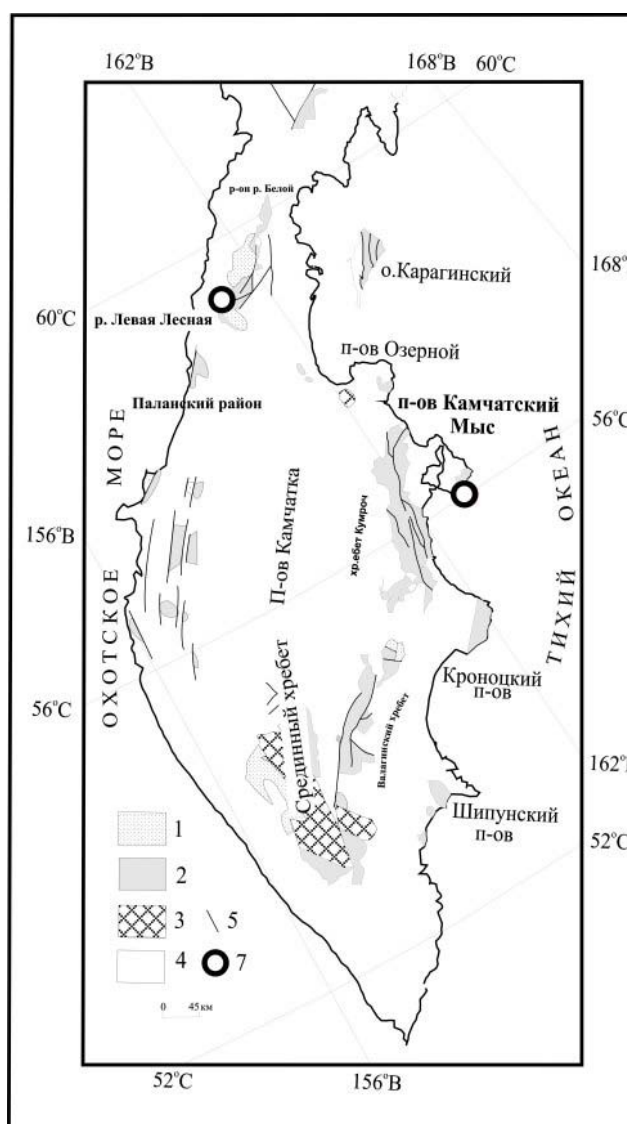 162°В
168°В
60°С
р-он р. Белой
168°
о.Карагинский
60°С
р. Левая Лесная
п-ов Озерной
Паланский район
п-ов Камчатский
Мыс
56°С
МОРЕ
ОКЕАН
П-ов Камчатка
хр.ебет Кумроч
156°В
ТИХИЙ
ОХОТСКОЕ
56°С
Срединный хребет
Валагинский хребет
Кроноцкий
п-ов
162°В
Шипунский
п-ов
52°С
1
2
3
5
4
7
0 45 км
52°С
156°В